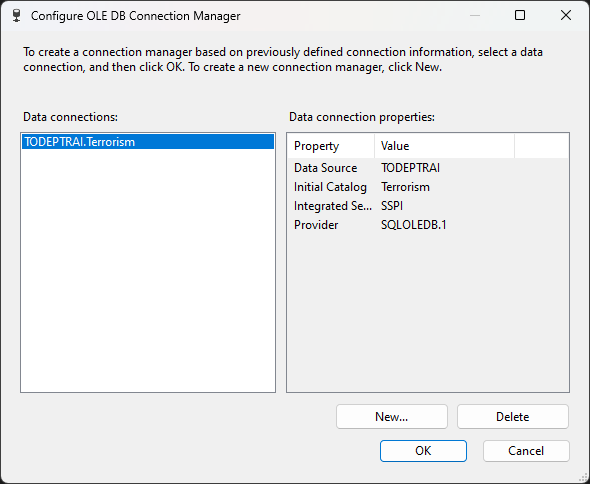 Configure OLE DB Connection Manager
To create a connection manager based on previously defined connection information, select a data
connection, and then click OK. To create a new connection manager, click New.
Data connections:
Data connection properties:
TODEPTRAI.Terrorism
Property Value
Data Source TODEPTRAI
Initial Catalog Terrorism
Integrated Se... SSPI
Provider SQLOLEDB.1
New...
Delete
OK
Cancel